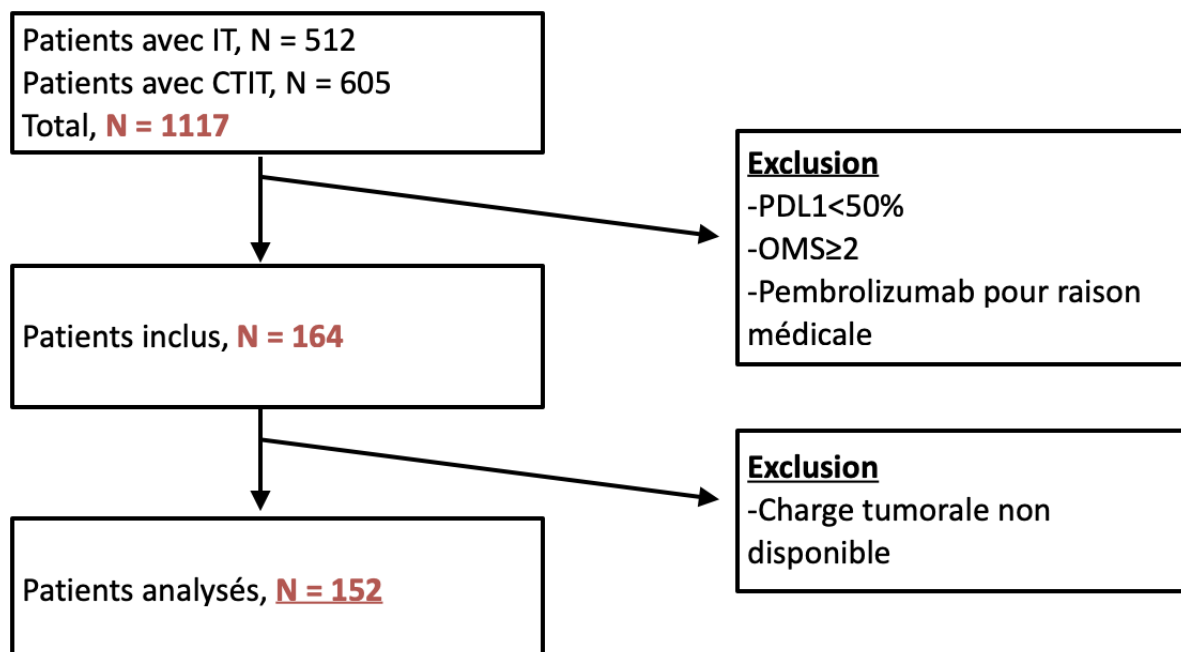 Patients avec IT, N = 512
Patients avec CTIT, N = 605
Total, N = 1117
Exclusion
-PDL1<50%
-OMS≥2
-Pembrolizumab pour raison
médicale
Patients inclus, N = 164
Exclusion
-Charge tumorale non
disponible
Patients analysés, N = 152